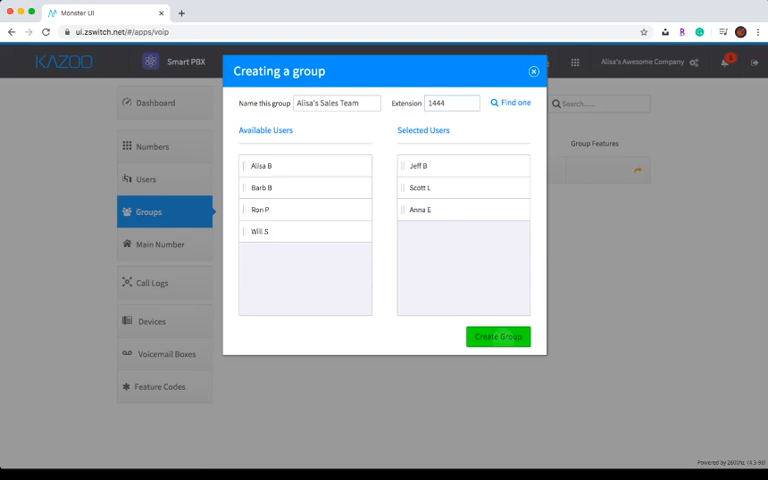 Monster UI
ui.zswitch.net/#/apps/voip
KAZOO
Smart PBX
Alisa's Awesome Company
Creating a group
Name this group
Alisa's Sales Team
Extension
1444
Find one
Search.....
Available Users
Selected Users
Group Features
Alisa B
Barb B
Ron P
Will S
Jeff B
Scott L
Anna E
Create Group
Dashboard
Numbers
Users
Groups
Main Number
Call Logs
Devices
Voicemail Boxes
Feature Codes